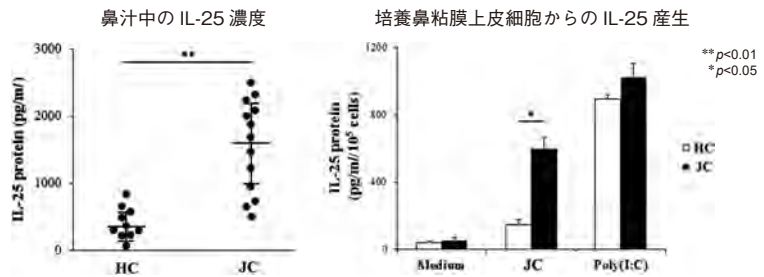 鼻汁中の IL-25 濃度
IL-25 protein (pg/m/)
3000
2000
1000
0
**
HC
JC
培養鼻粘膜上皮細胞からの IL-25 産生
IL-25 protein
(pg/m//10⁵ cells)
1200
800
400
0
*
Medium
JC
Poly(I:C)
**p<0.01
*p<0.05
HC
JC